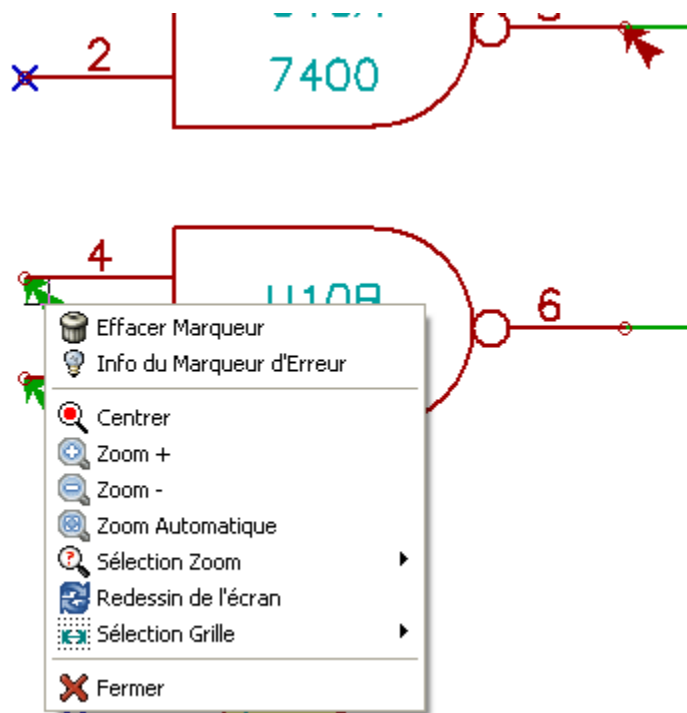 2
7400
4
6
Effacer Marqueur
Info du Marqueur d'Erreur
Centrer
Zoom +
Zoom -
Zoom Automatique
Sélection Zoom
Redessin de l'écran
Sélection Grille
Fermer